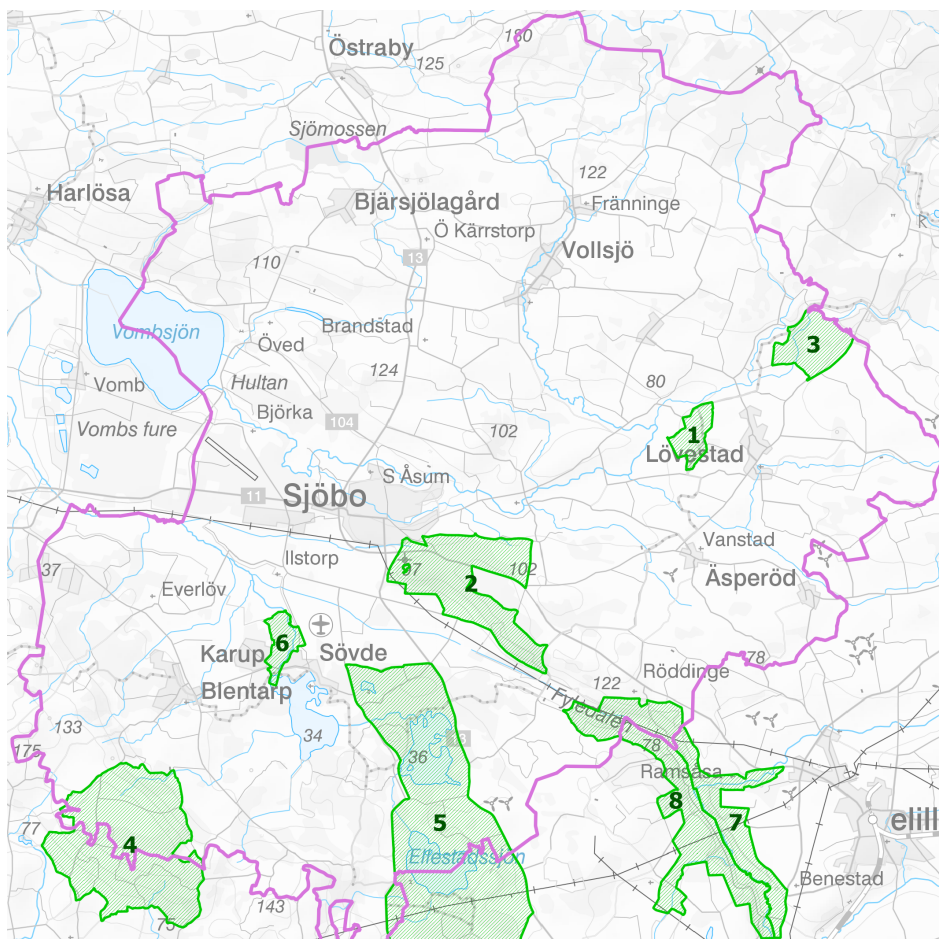 180
Östraby
125
Sjömossen
122
Harlösa
Bjärsjölagård
Fränninge
Ö Kärrstorp
Vollsjö
13
110
Vombsjön
Brandstad
Öved
3
124
80
Vomb
Hultan
Björka
104
Vombs fure
102
1
Lövestad
S Åsum
11
Sjöbo
Vanstad
Ilstorp
37
97
9
102
Äsperöd
2
Everlöv
6
Karup
Sövde
78
Röddinge
Blentarp
122
Fyledalen
133
34
175
78
36
Ramsåsa
8
77
5
7
elill
4
Ellestadssjön
Benestad
143
75